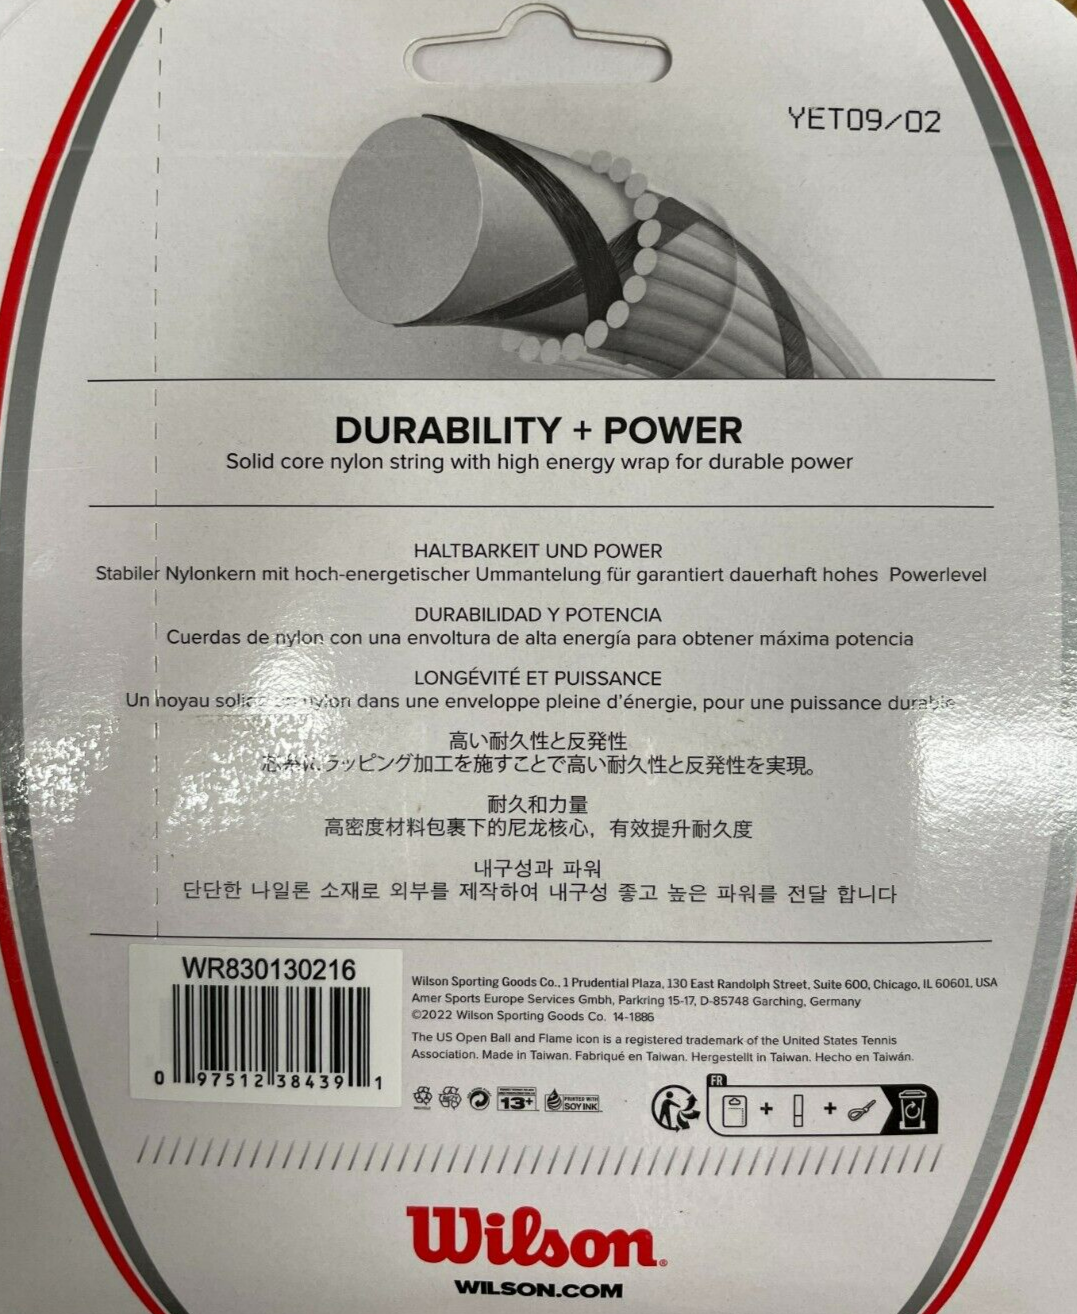 YET09/02
DURABILITY + POWER
Solid core nylon string with high energy wrap for durable power
HALTBARKEIT UND POWER
Stabiler Nylonkern mit hoch-energetischer Ummantelung für garantiert dauerhaft hohes Powerlevel
DURABILIDAD Y POTENCIA
Cuerdas de nylon con una envoltura de alta energía para obtener máxima potencia
LONGÉVITÉ ET PUISSANCE
Un noyau nylon dans une enveloppe pleine d'énergie, pour une puissance durable
高い耐久性と反発性
ラッピング加工を施すことで高い耐久性と反発性を実現。
耐久和力量
高密度材料包裹下的尼龙核心，有效提升耐久度
내구성과 파워
단단한 나일론 소재로 외부를 제작하여 내구성 좋고 높은 파워를 전달 합니다
WR830130216
0 97512 38439 1
Wilson Sporting Goods Co., 1 Prudential Plaza, 130 East Randolph Street, Suite 600, Chicago, IL 60601, USA
Amer Sports Europe Services Gmbh, Parkring 15-17, D-85748 Garching, Germany
©2022 Wilson Sporting Goods Co. 14-1886
The US Open Ball and Flame icon is a registered trademark of the United States Tennis
Association. Made in Taiwan. Fabriqué en Taiwan. Hergestellt in Taiwan. Hecho en Taiwán.
13+
PRINTED WITH
SOY INK
FR
+ +
Wilson®
WILSON.COM